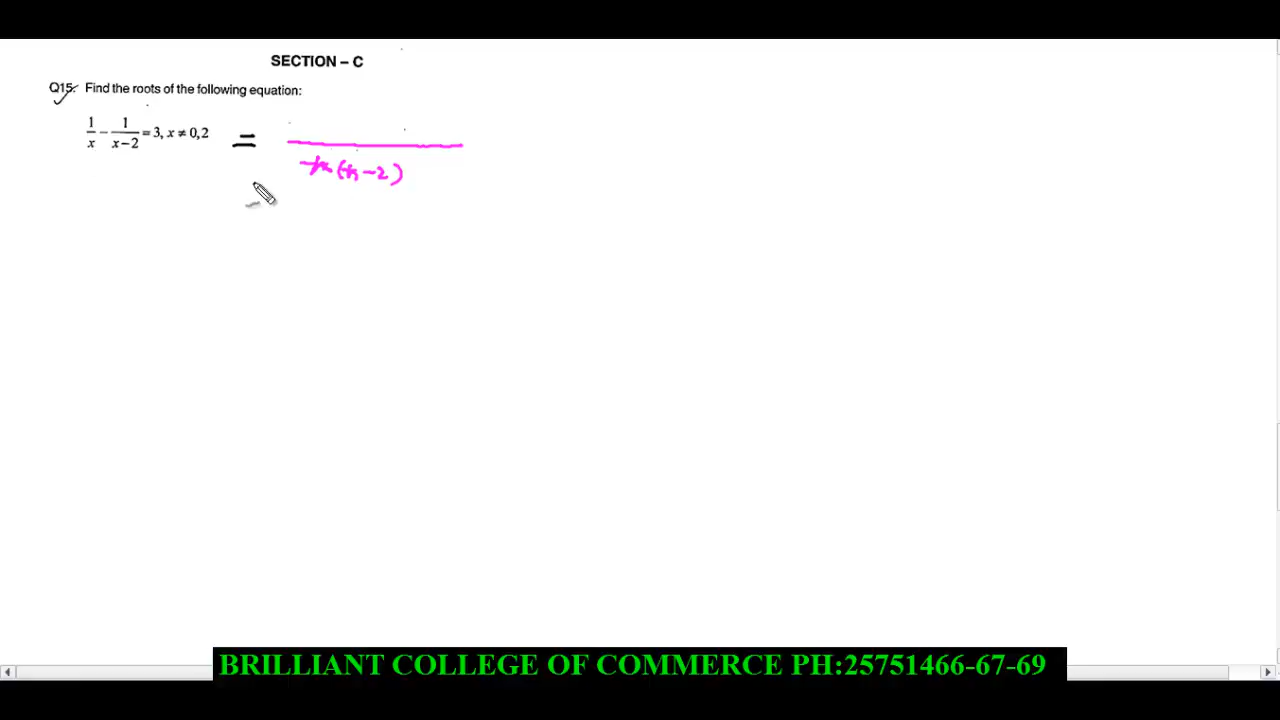 SECTION – C
Q15. Find the roots of the following equation:
1/x − 1/(x−2) = 3, x ≠ 0,2 =
x(x−2)
BRILLIANT COLLEGE OF COMMERCE PH:25751466-67-69